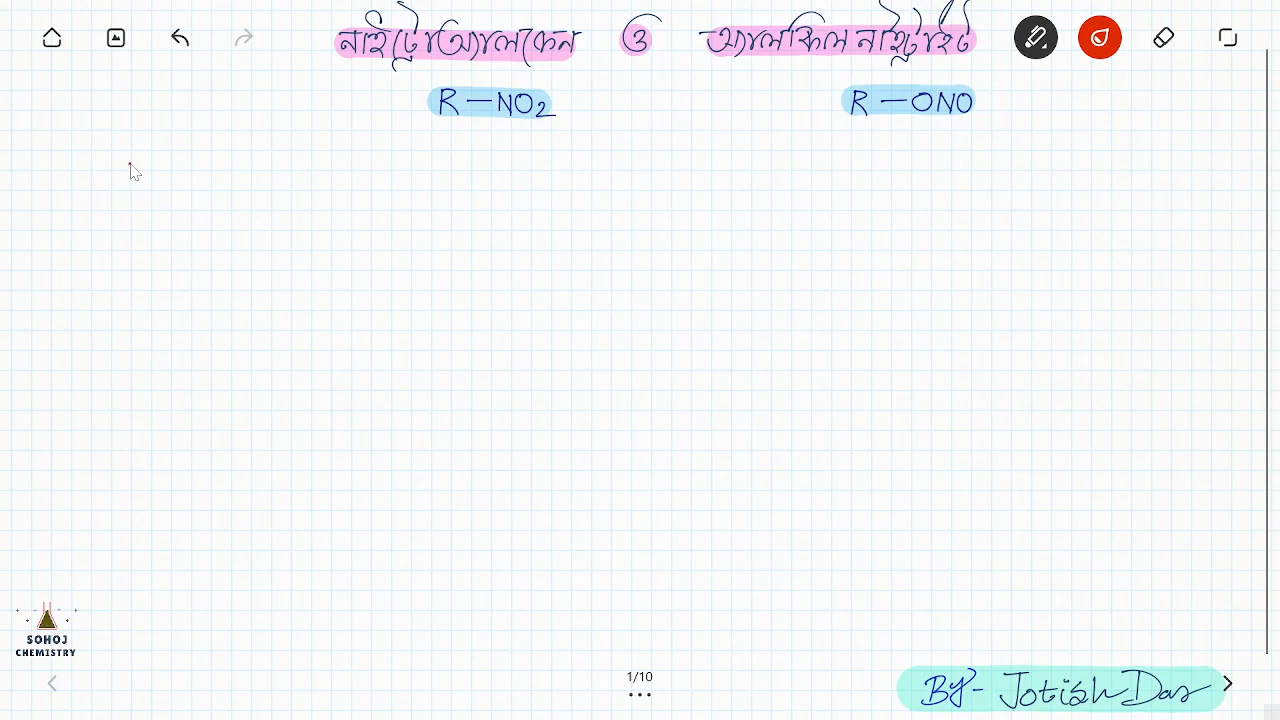 নাইট্রোঅ্যালকেন ও অ্যালকিল নাইট্রাইট
R—NO₂ R—ONO
SOHOJ
CHEMISTRY
1/10
By- Jotish Das